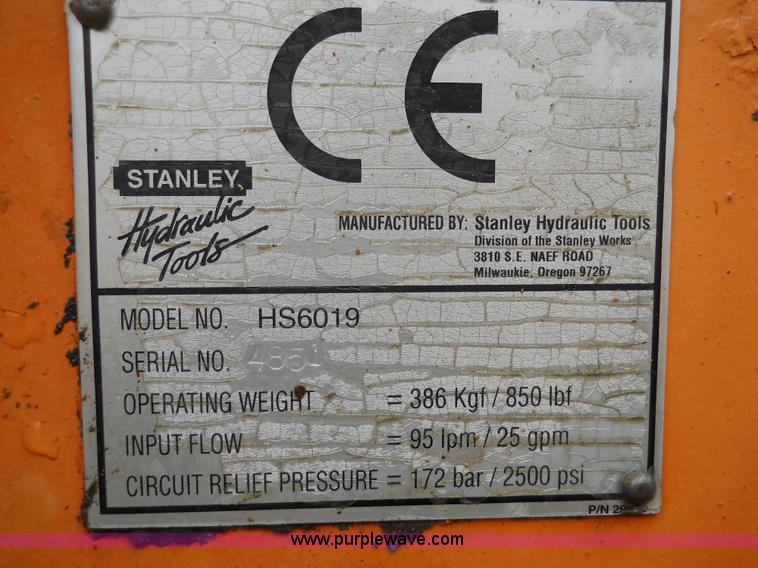 CE
STANLEY
Hydraulic
Tools
MANUFACTURED BY: Stanley Hydraulic Tools
Division of the Stanley Works
3810 S.E. NAEF ROAD
Milwaukie, Oregon 97267
MODEL NO. HS6019
SERIAL NO. 4851
OPERATING WEIGHT = 386 Kgf / 850 lbf
INPUT FLOW = 95 lpm / 25 gpm
CIRCUIT RELIEF PRESSURE = 172 bar / 2500 psi
P/N
www.purplewave.com